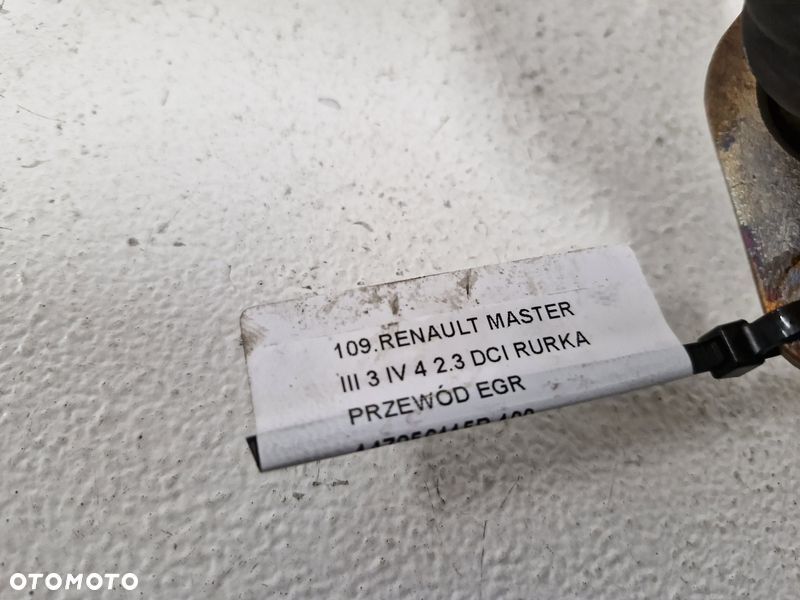 109.RENAULT MASTER
III 3 IV 4 2.3 DCI RURKA
PRZEWÓD EGR
OTOMOTO